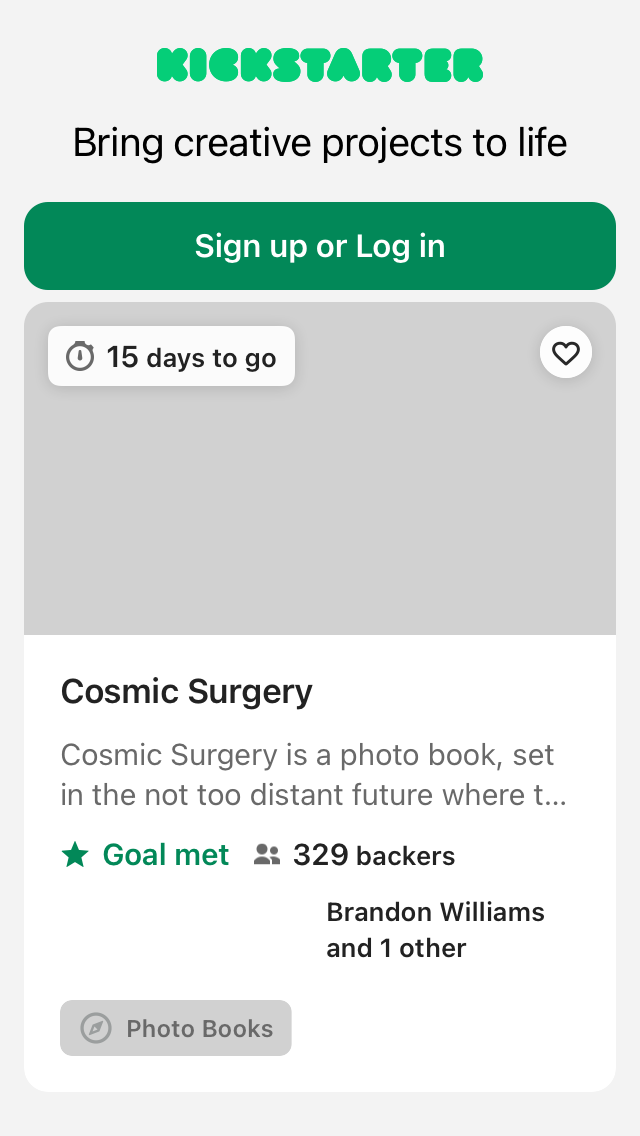 KICKSTARTER
Bring creative projects to life
Sign up or Log in
15 days to go
Cosmic Surgery
Cosmic Surgery is a photo book, set
in the not too distant future where t...
Goal met 329 backers
Brandon Williams
and 1 other
Photo Books